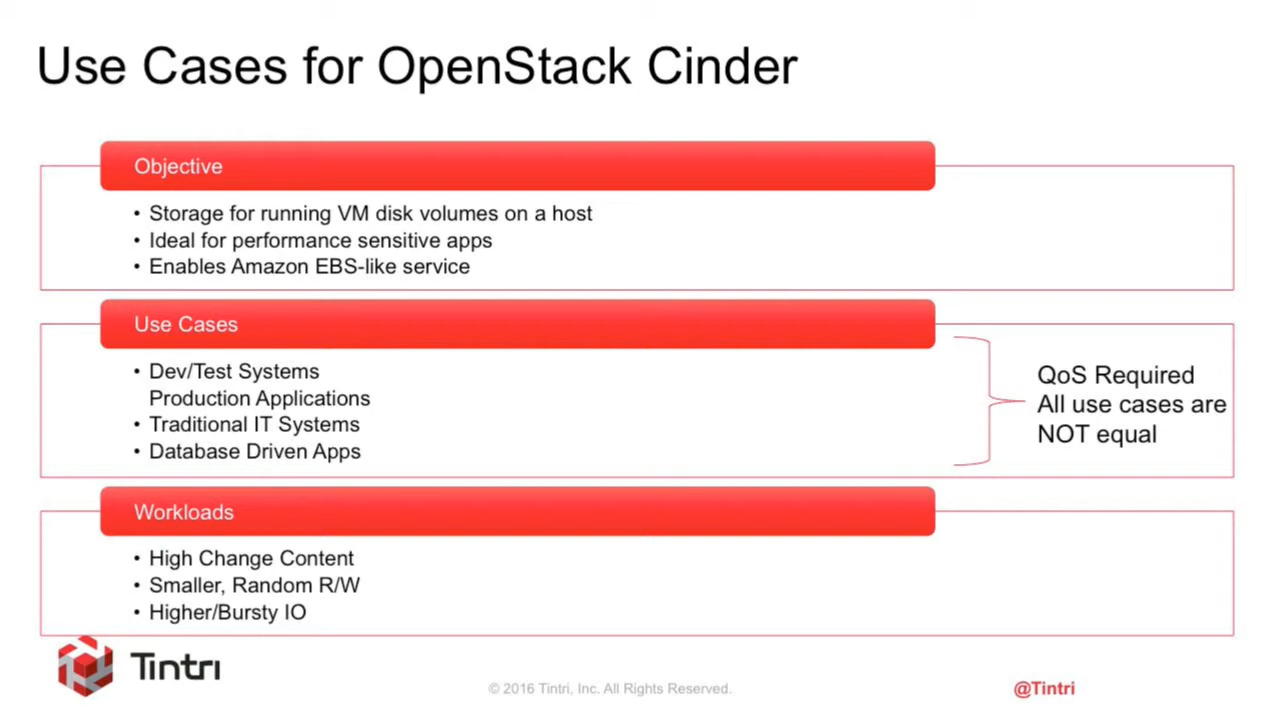 Use Cases for OpenStack Cinder
Objective
• Storage for running VM disk volumes on a host
• Ideal for performance sensitive apps
• Enables Amazon EBS-like service
Use Cases
• Dev/Test Systems
Production Applications
• Traditional IT Systems
• Database Driven Apps
QoS Required
All use cases are
NOT equal
Workloads
• High Change Content
• Smaller, Random R/W
• Higher/Bursty IO
Tintri
© 2016 Tintri, Inc. All Rights Reserved.
@Tintri